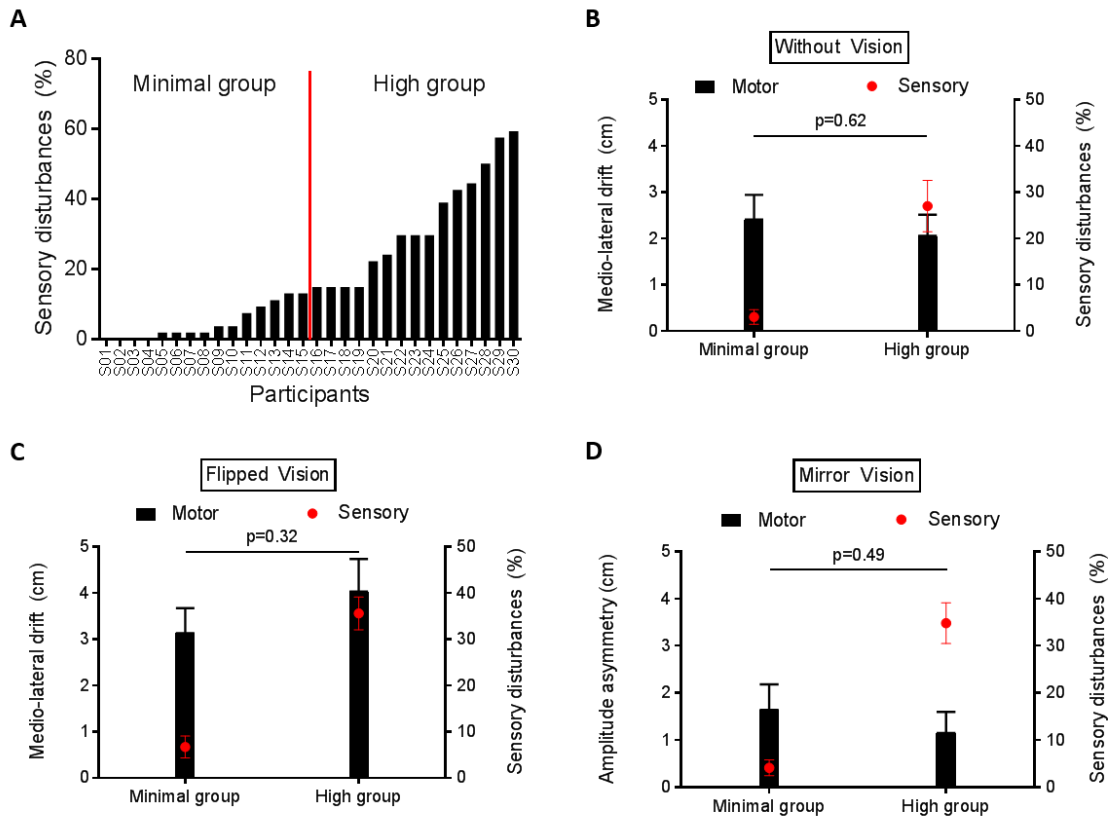 A
Sensory disturbances (%)
80
60
40
20
0
Minimal group
High group
S01
S02
S03
S04
S05
S06
S07
S08
S09
S10
S11
S12
S13
S14
S15
S16
S17
S18
S19
S20
S21
S22
S23
S24
S25
S26
S27
S28
S29
S30
Participants
B
Without Vision
Motor
Sensory
p=0.62
Medio-lateral drift (cm)
5
4
3
2
1
0
Sensory disturbances (%)
50
40
30
20
10
0
Minimal group
High group
C
Flipped Vision
Motor
Sensory
p=0.32
Medio-lateral drift (cm)
5
4
3
2
1
0
Sensory disturbances (%)
50
40
30
20
10
0
Minimal group
High group
D
Mirror Vision
Motor
Sensory
p=0.49
Amplitude asymmetry (cm)
5
4
3
2
1
0
Sensory disturbances (%)
50
40
30
20
10
0
Minimal group
High group